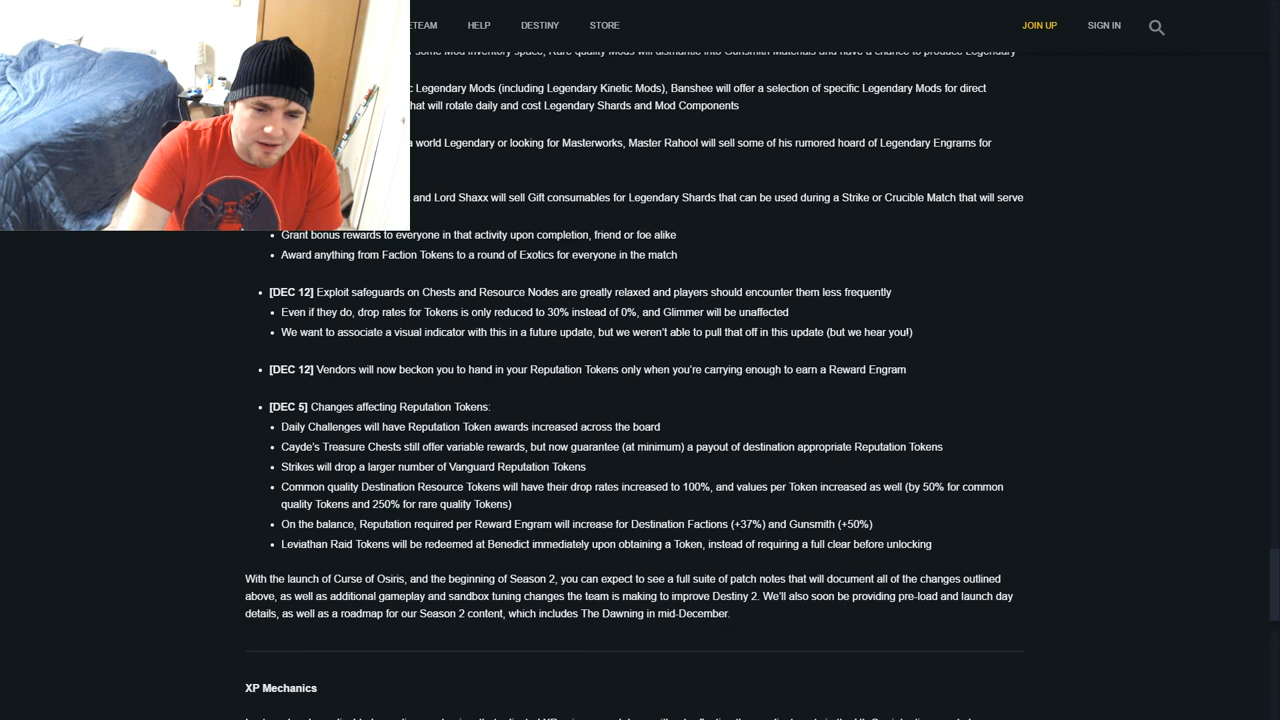 ETEAM HELP DESTINY STORE JOIN UP SIGN IN
some Mod inventory space, Rare quality Mods will dismantle into Gunsmith Materials and have a chance to produce Legendary
c Legendary Mods (including Legendary Kinetic Mods), Banshee will offer a selection of specific Legendary Mods for direct
hat will rotate daily and cost Legendary Shards and Mod Components
a world Legendary or looking for Masterworks, Master Rahool will sell some of his rumored hoard of Legendary Engrams for
and Lord Shaxx will sell Gift consumables for Legendary Shards that can be used during a Strike or Crucible Match that will serve
• Grant bonus rewards to everyone in that activity upon completion, friend or foe alike
• Award anything from Faction Tokens to a round of Exotics for everyone in the match
• [DEC 12] Exploit safeguards on Chests and Resource Nodes are greatly relaxed and players should encounter them less frequently
• Even if they do, drop rates for Tokens is only reduced to 30% instead of 0%, and Glimmer will be unaffected
• We want to associate a visual indicator with this in a future update, but we weren't able to pull that off in this update (but we hear you!)
• [DEC 12] Vendors will now beckon you to hand in your Reputation Tokens only when you're carrying enough to earn a Reward Engram
• [DEC 5] Changes affecting Reputation Tokens:
• Daily Challenges will have Reputation Token awards increased across the board
• Cayde's Treasure Chests still offer variable rewards, but now guarantee (at minimum) a payout of destination appropriate Reputation Tokens
• Strikes will drop a larger number of Vanguard Reputation Tokens
• Common quality Destination Resource Tokens will have their drop rates increased to 100%, and values per Token increased as well (by 50% for common
quality Tokens and 250% for rare quality Tokens)
• On the balance, Reputation required per Reward Engram will increase for Destination Factions (+37%) and Gunsmith (+50%)
• Leviathan Raid Tokens will be redeemed at Benedict immediately upon obtaining a Token, instead of requiring a full clear before unlocking
With the launch of Curse of Osiris, and the beginning of Season 2, you can expect to see a full suite of patch notes that will document all of the changes outlined
above, as well as additional gameplay and sandbox tuning changes the team is making to improve Destiny 2. We'll also soon be providing pre-load and launch day
details, as well as a roadmap for our Season 2 content, which includes The Dawning in mid-December.
XP Mechanics